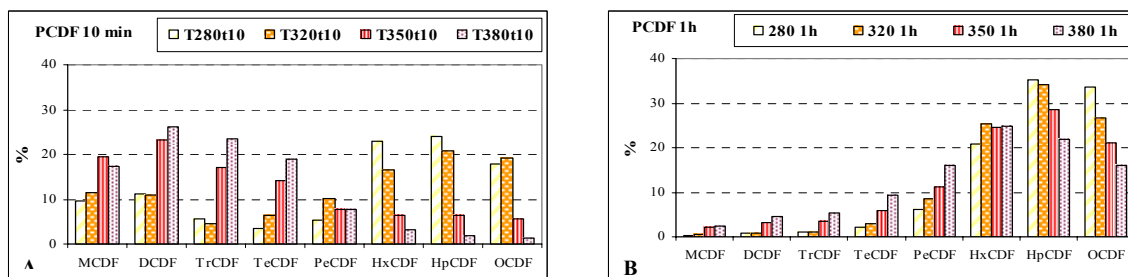 PCDF 10 min
T280t10 T320t10 T350t10 T380t10
40
30
20
10
0
%
MCDF DCDF TrCDF TeCDF PeCDF HxCDF HpCDF OCDF
A
PCDF 1h
280 1h 320 1h 350 1h 380 1h
40
30
20
10
0
%
MCDF DCDF TrCDF TeCDF PeCDF HxCDF HpCDF OCDF
B